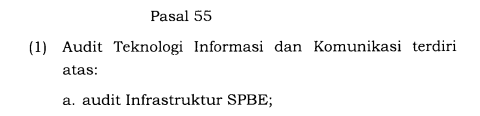 Pasal 55
(1) Audit Teknologi Informasi dan Komunikasi terdiri
atas:
a. audit Infrastruktur SPBE;